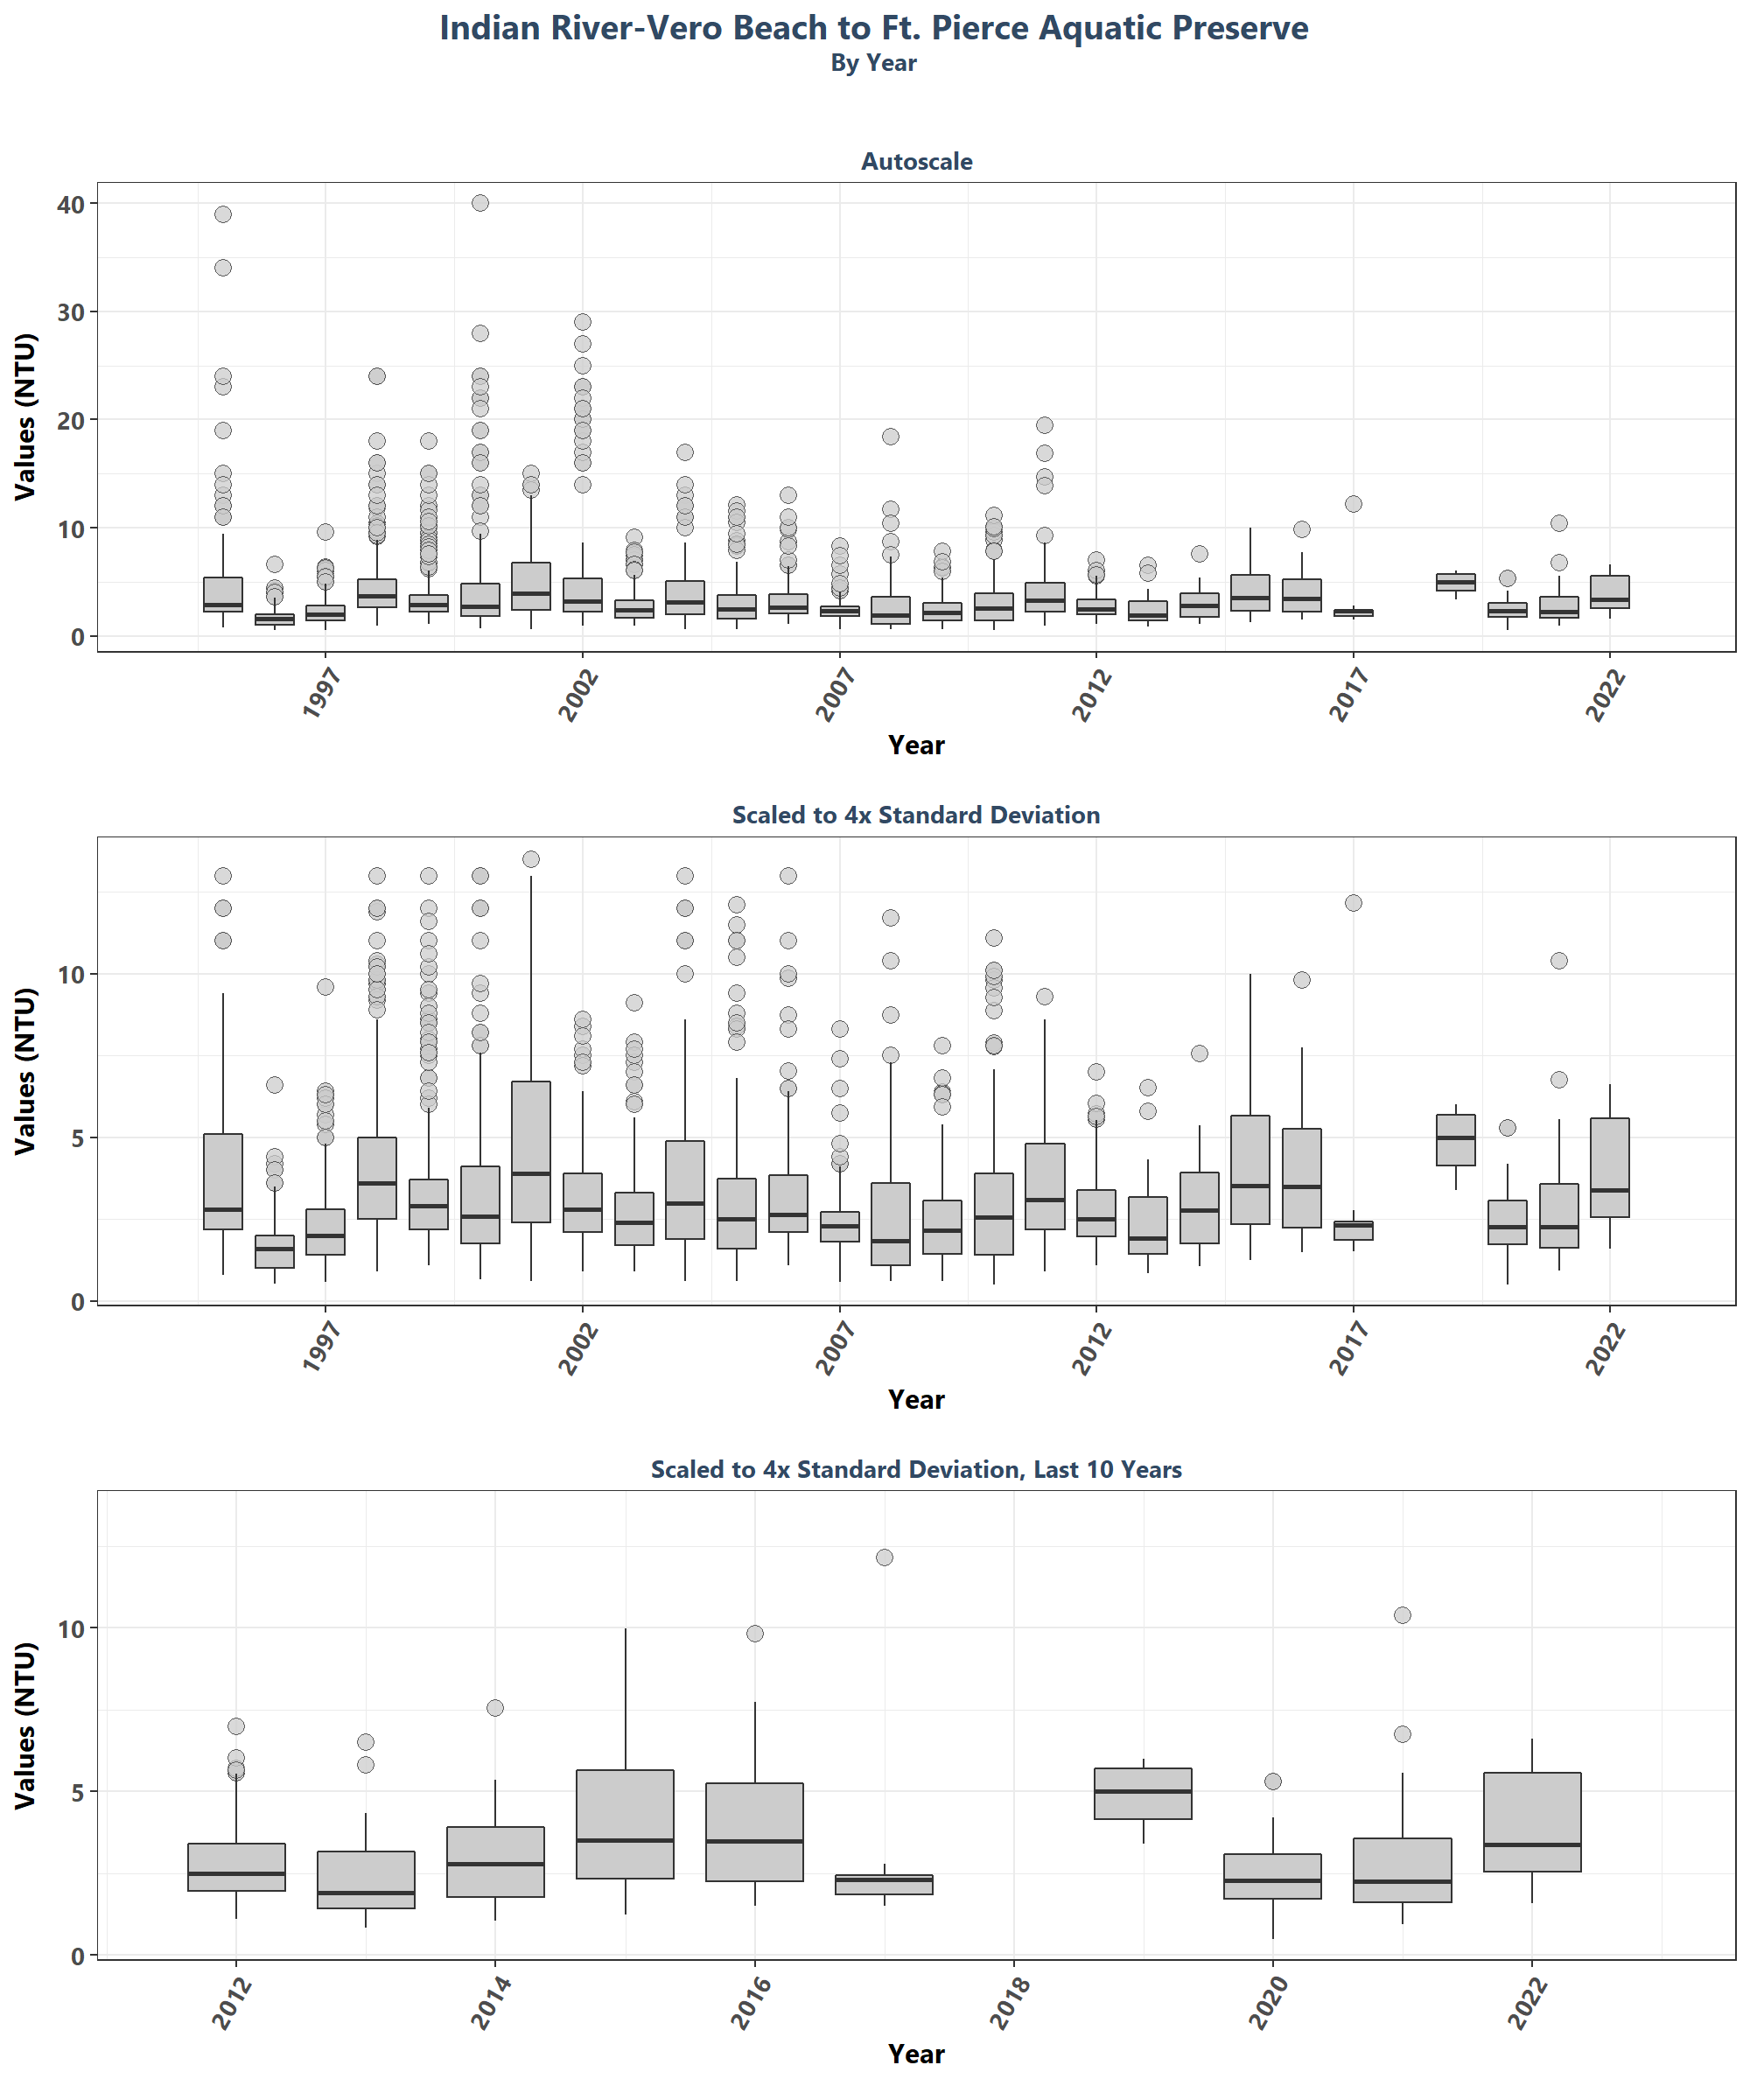 Indian River-Vero Beach to Ft. Pierce Aquatic Preserve
By Year
Autoscale
Values (NTU)
40
30
20
10
0
1997
2002
2007
2012
2017
2022
Year
Scaled to 4x Standard Deviation
Values (NTU)
10
5
0
1997
2002
2007
2012
2017
2022
Year
Scaled to 4x Standard Deviation, Last 10 Years
Values (NTU)
10
5
0
2012
2014
2016
2018
2020
2022
Year